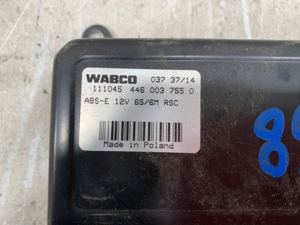 WABCO 037 37/14
111045 446 003 755 0
ABS-E 12V 6S/6M RSC
Made in Poland